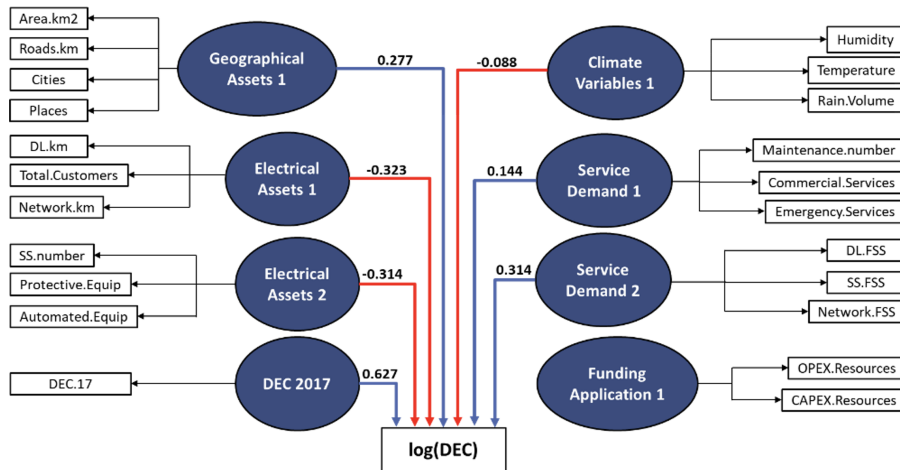 Area.km2
Roads.km
Cities
Places
Geographical
Assets 1
0.277
DL.km
Total.Customers
Network.km
Electrical
Assets 1
-0.323
SS.number
Protective.Equip
Automated.Equip
Electrical
Assets 2
-0.314
DEC.17
DEC 2017
0.627
-0.088
Climate
Variables 1
Humidity
Temperature
Rain.Volume
0.144
Service
Demand 1
Maintenance.number
Commercial.Services
Emergency.Services
0.314
Service
Demand 2
DL.FSS
SS.FSS
Network.FSS
Funding
Application 1
OPEX.Resources
CAPEX.Resources
log(DEC)